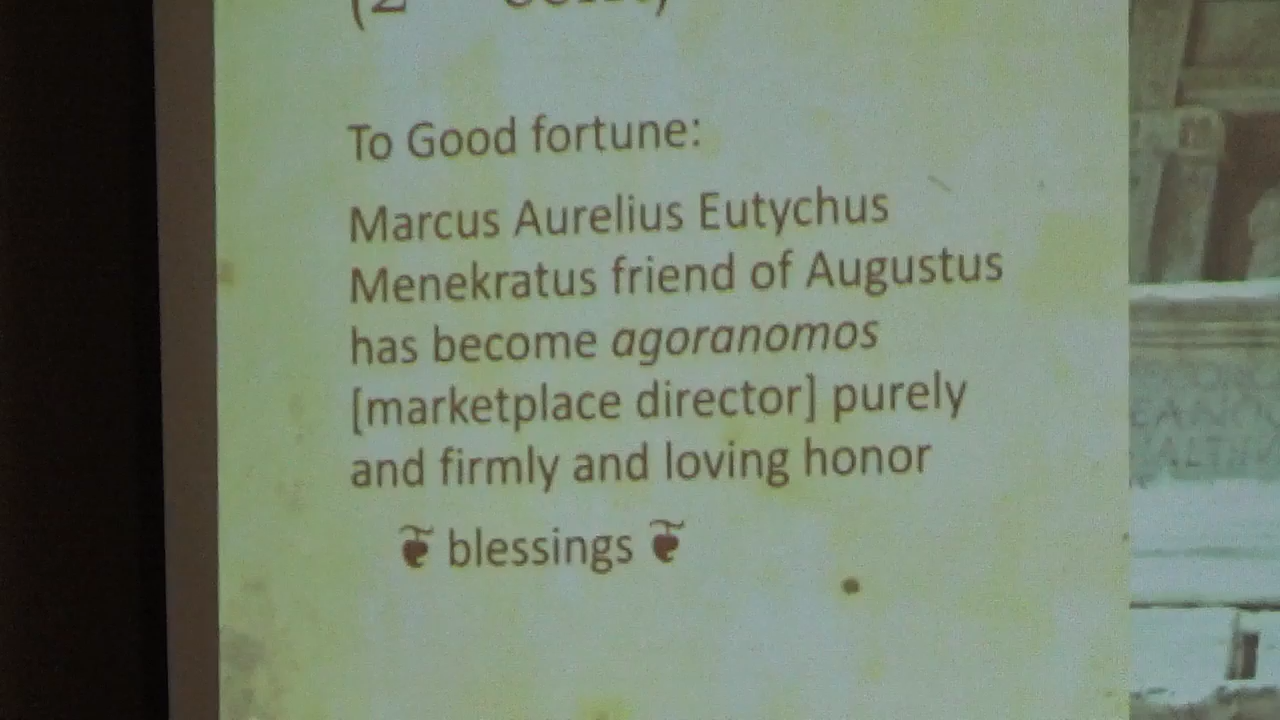 To Good fortune:
Marcus Aurelius Eutychus
Menekratus friend of Augustus
has become agoranomos
[marketplace director] purely
and firmly and loving honor
❦ blessings ❦